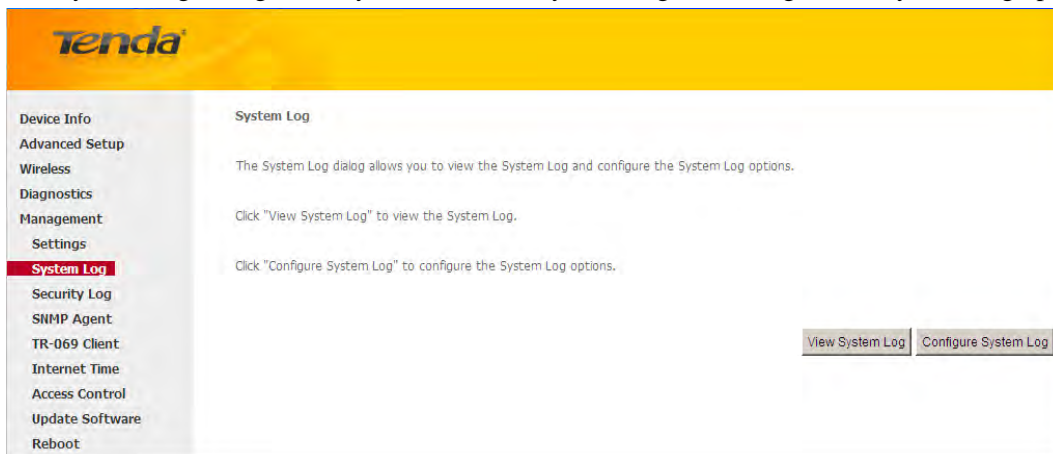 Tenda
Device Info
Advanced Setup
Wireless
Diagnostics
Management
Settings
System Log
Security Log
SNMP Agent
TR-069 Client
Internet Time
Access Control
Update Software
Reboot
System Log
The System Log dialog allows you to view the System Log and configure the System Log options.
Click "View System Log" to view the System Log.
Click "Configure System Log" to configure the System Log options.
View System Log
Configure System Log